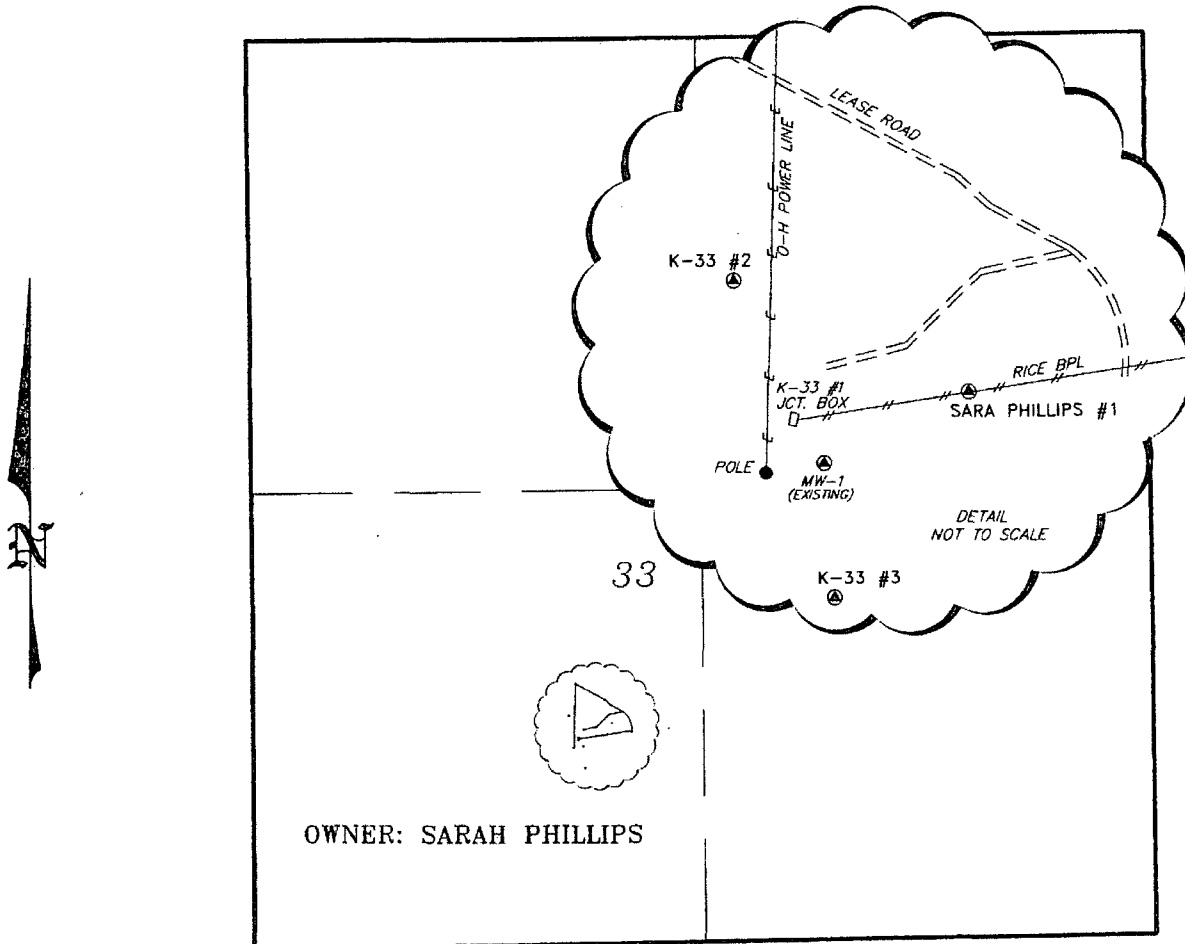 LEASE ROAD
O-H POWER LINE
K-33 #2
RICE BPL
K-33 #1
JCT. BOX
SARA PHILLIPS #1
POLE
MW-1
(EXISTING)
DETAIL
NOT TO SCALE
N
33
K-33 #3
OWNER: SARAH PHILLIPS